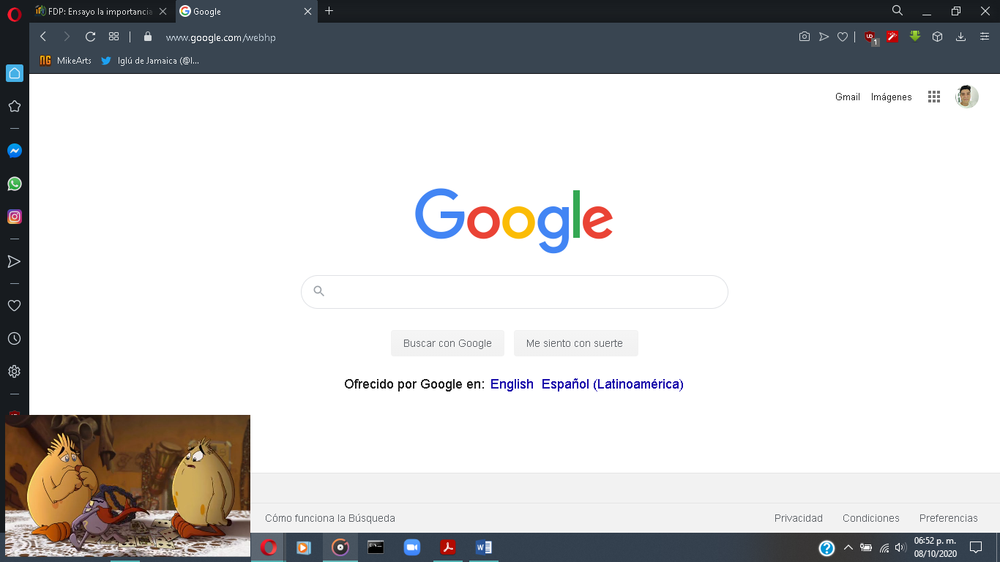 FDP: Ensayo la importancia
Google
www.google.com/webhp
1
NG MikeArts
Iglú de Jamaica (@I...
Gmail Imágenes
Google
Buscar con Google
Me siento con suerte
Ofrecido por Google en: English Español (Latinoamérica)
Cómo funciona la Búsqueda
Privacidad Condiciones Preferencias
06:52 p. m.
08/10/2020